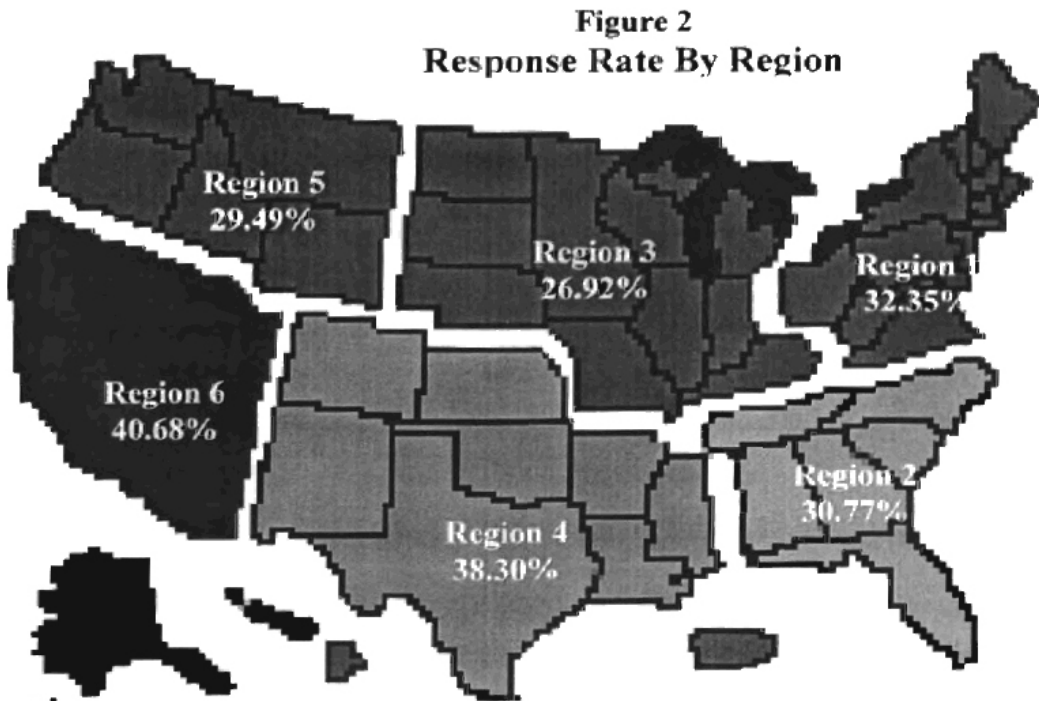 Figure 2
Response Rate By Region
Region 5
29.49%
Region 3
26.92%
Region 1
32.35%
Region 6
40.68%
Region 2
30.77%
Region 4
38.30%